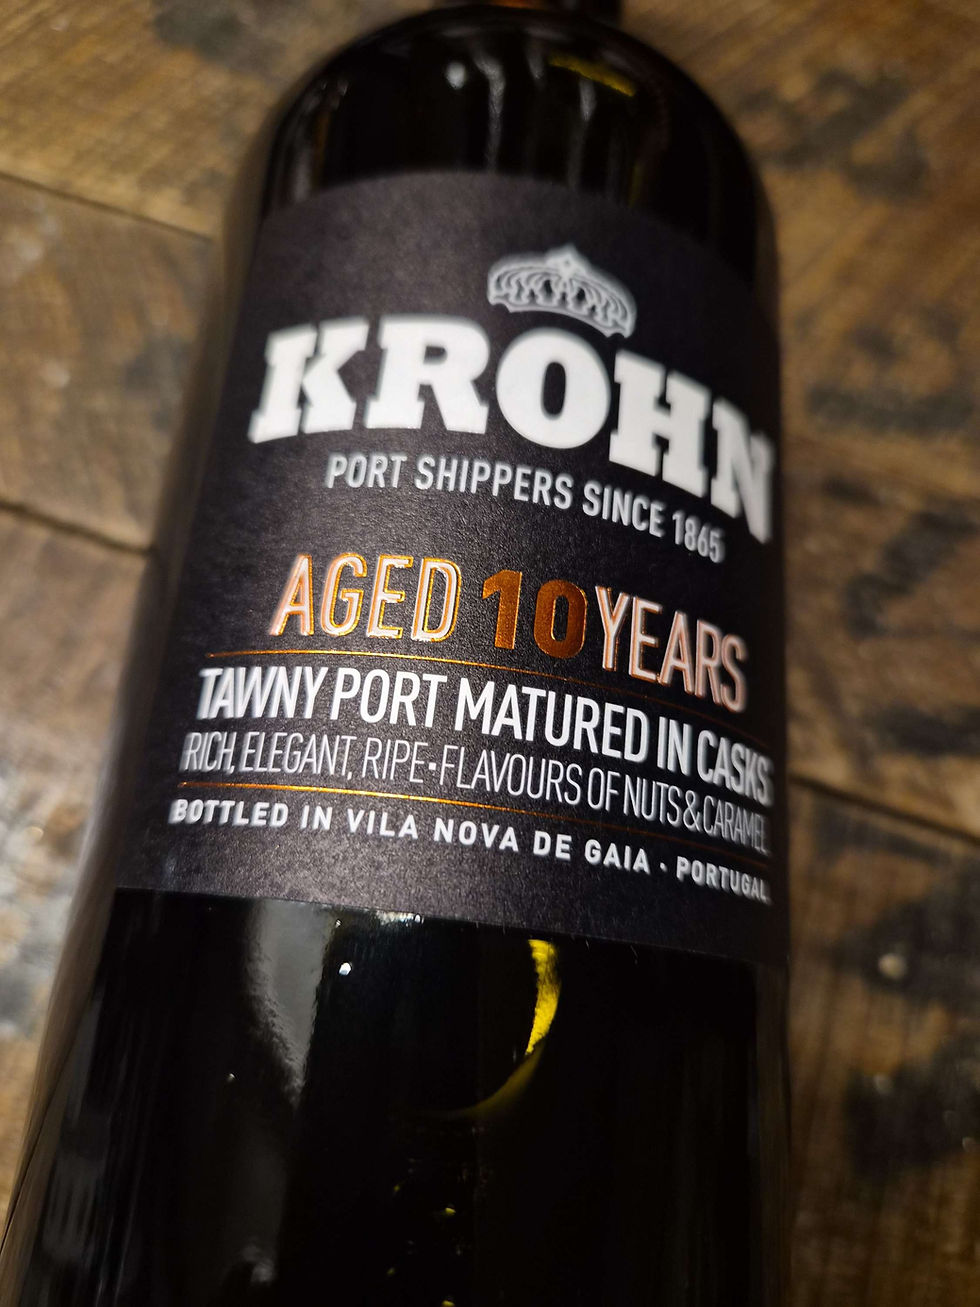 KROHN
PORT SHIPPERS SINCE 1865
AGED 10 YEARS
TAWNY PORT MATURED IN CASKS
RICH, ELEGANT, RIPE·FLAVOURS OF NUTS & CARAMEL
BOTTLED IN VILA NOVA DE GAIA · PORTUGAL